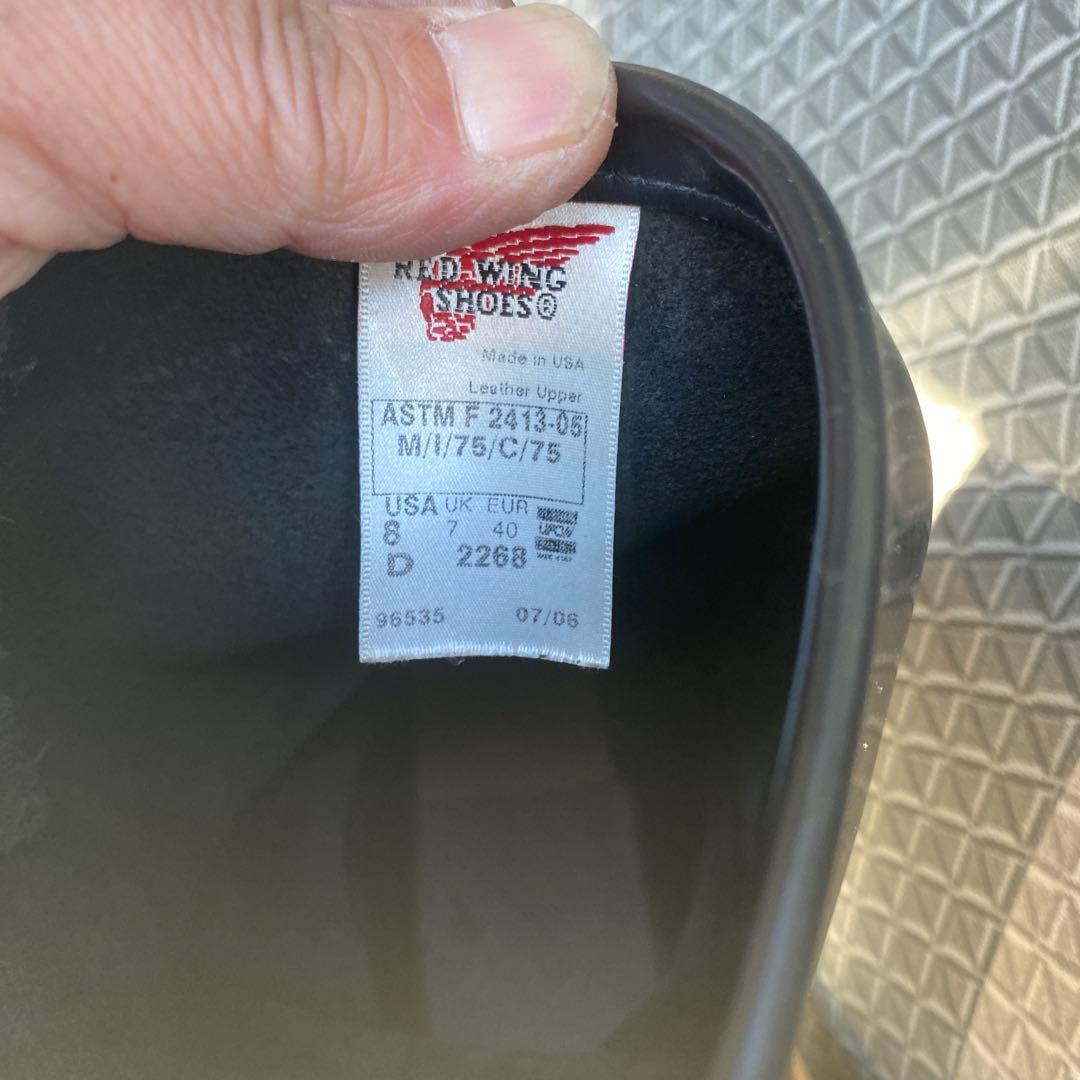 RED WING
SHOES®
Made in USA
Leather Upper
ASTM F 2413-05
M/I/75/C/75
USA UK EUR
8 7 40 UFCW
D 2268
96535 07/06